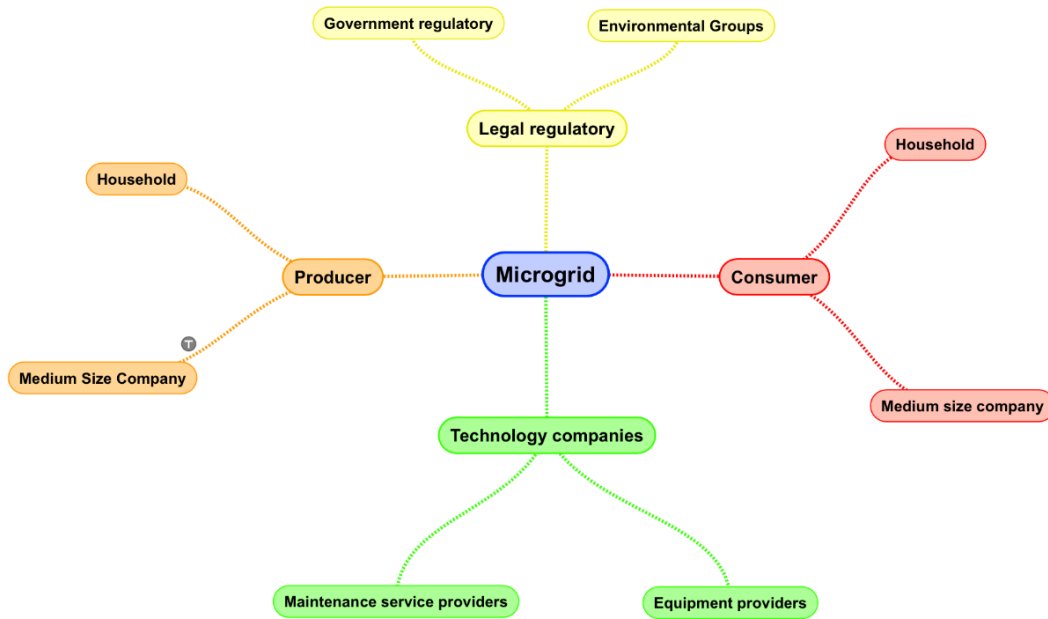 Government regulatory
Environmental Groups
Legal regulatory
Household
Household
Producer
Microgrid
Consumer
T
Medium Size Company
Medium size company
Technology companies
Maintenance service providers
Equipment providers